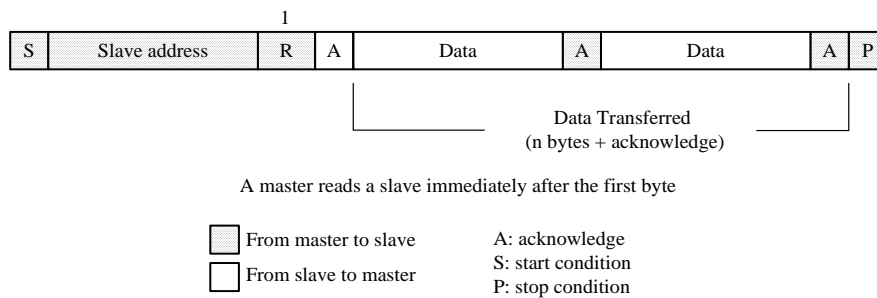 1
S Slave address R A Data A Data A P
Data Transferred
(n bytes + acknowledge)
A master reads a slave immediately after the first byte
From master to slave
From slave to master
A: acknowledge
S: start condition
P: stop condition